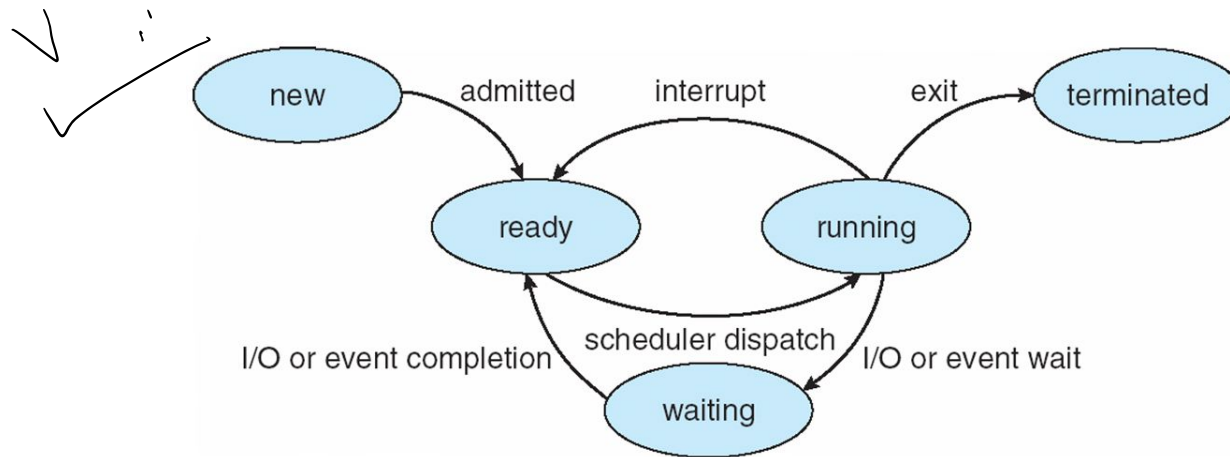 new
admitted
interrupt
exit
terminated
ready
running
scheduler dispatch
I/O or event completion
I/O or event wait
waiting